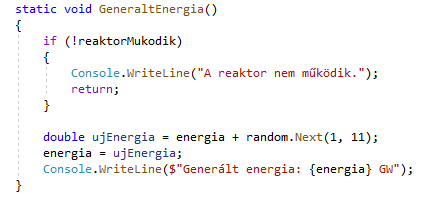 static void GeneraltEnergia()
{
if (!reaktorMukodik)
{
Console.WriteLine("A reaktor nem működik.");
return;
}
double ujEnergia = energia + random.Next(1, 11);
energia = ujEnergia;
Console.WriteLine($"Generált energia: {energia} GW");
}